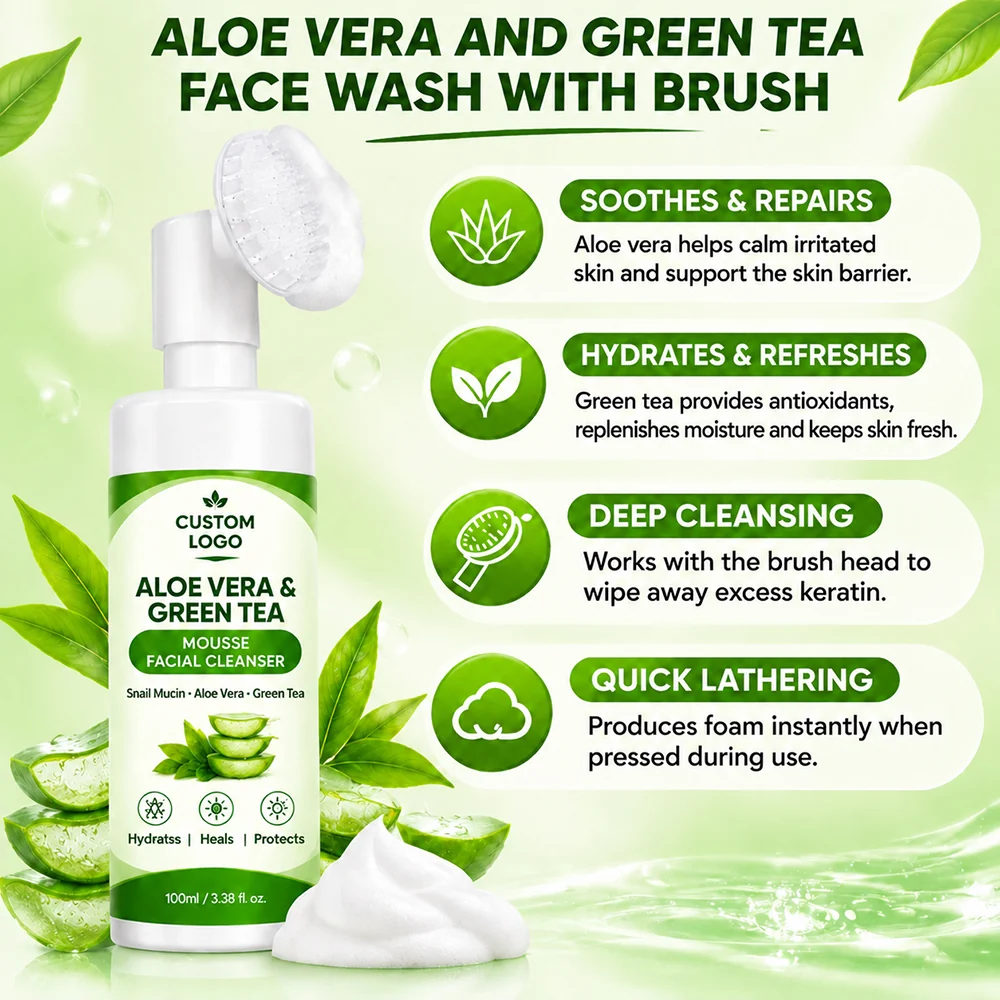 ALOE VERA AND GREEN TEA
FACE WASH WITH BRUSH
SOOTHES & REPAIRS
Aloe vera helps calm irritated
skin and support the skin barrier.
HYDRATES & REFRESHES
Green tea provides antioxidants,
replenishes moisture and keeps skin fresh.
DEEP CLEANSING
Works with the brush head to
wipe away excess keratin.
QUICK LATHERING
Produces foam instantly when
pressed during use.
CUSTOM
LOGO
ALOE VERA &
GREEN TEA
MOUSSE
FACIAL CLEANSER
Snail Mucin · Aloe Vera · Green Tea
Hydratss | Heals | Protects
100ml / 3.38 fl. oz.